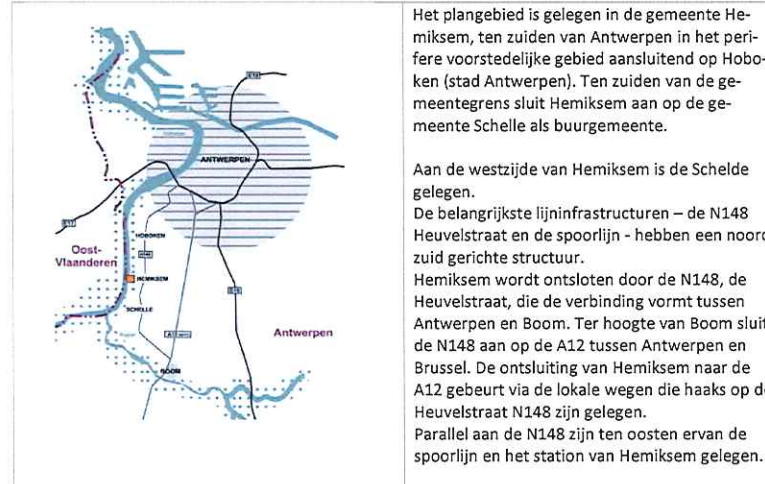 Het plangebied is gelegen in de gemeente He-
miksem, ten zuiden van Antwerpen in het peri-
fere voorstedelijke gebied aansluitend op Hobo-
ken (stad Antwerpen). Ten zuiden van de ge-
meentegrens sluit Hemiksem aan op de ge-
meente Schelle als buurgemeente.
Aan de westzijde van Hemiksem is de Schelde
gelegen.
De belangrijkste lijninfrastructuren – de N148
Heuvelstraat en de spoorlijn - hebben een noord
zuid gerichte structuur.
Hemiksem wordt ontsloten door de N148, de
Heuvelstraat, die de verbinding vormt tussen
Antwerpen en Boom. Ter hoogte van Boom sluit
de N148 aan op de A12 tussen Antwerpen en
Brussel. De ontsluiting van Hemiksem naar de
A12 gebeurt via de lokale wegen die haaks op d
Heuvelstraat N148 zijn gelegen.
Parallel aan de N148 zijn ten oosten ervan de
spoorlijn en het station van Hemiksem gelegen.
E19
ANTWERPEN
E17
HOBOKEN
Oost-
Vlaanderen
HEMIKSEM
E19
SCHELLE
Antwerpen
BOOM